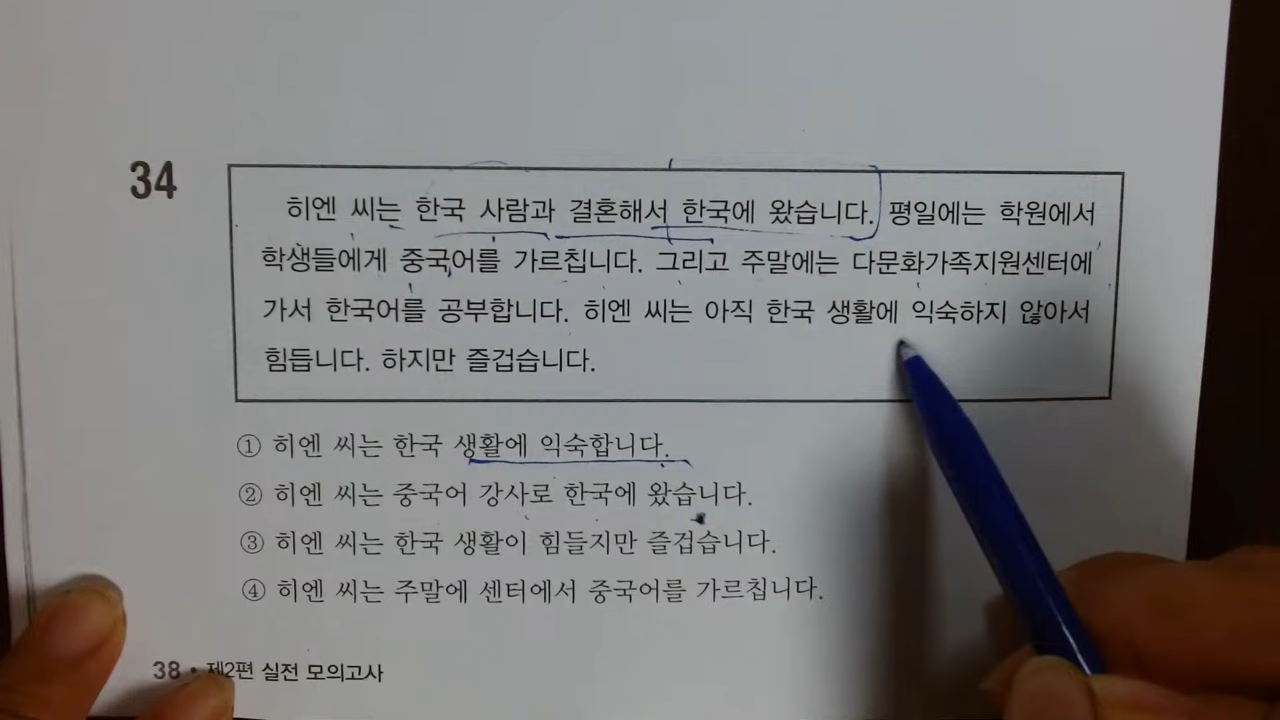 34
히엔 씨는 한국 사람과 결혼해서 한국에 왔습니다. 평일에는 학원에서
학생들에게 중국어를 가르칩니다. 그리고 주말에는 다문화가족지원센터에
가서 한국어를 공부합니다. 히엔 씨는 아직 한국 생활에 익숙하지 않아서
힘듭니다. 하지만 즐겁습니다.
① 히엔 씨는 한국 생활에 익숙합니다.
② 히엔 씨는 중국어 강사로 한국에 왔습니다.
③ 히엔 씨는 한국 생활이 힘들지만 즐겁습니다.
④ 히엔 씨는 주말에 센터에서 중국어를 가르칩니다.
38 • 제2편 실전 모의고사